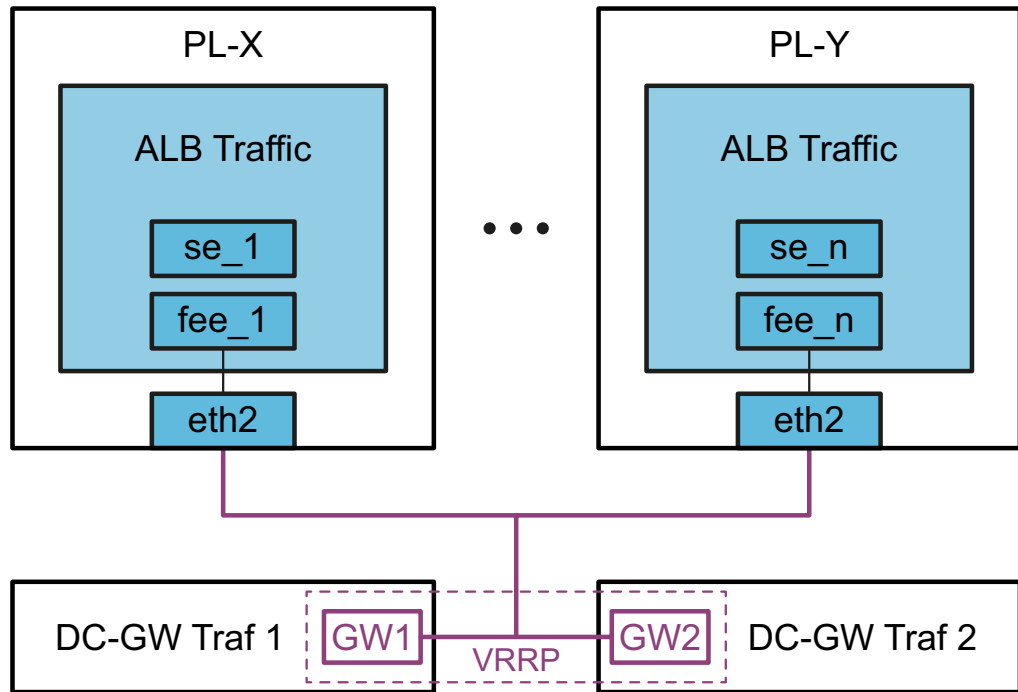 PL-X
ALB Traffic
se_1
fee_1
eth2
PL-Y
ALB Traffic
se_n
fee_n
eth2
DC-GW Traf 1
GW1
VRRP
GW2
DC-GW Traf 2